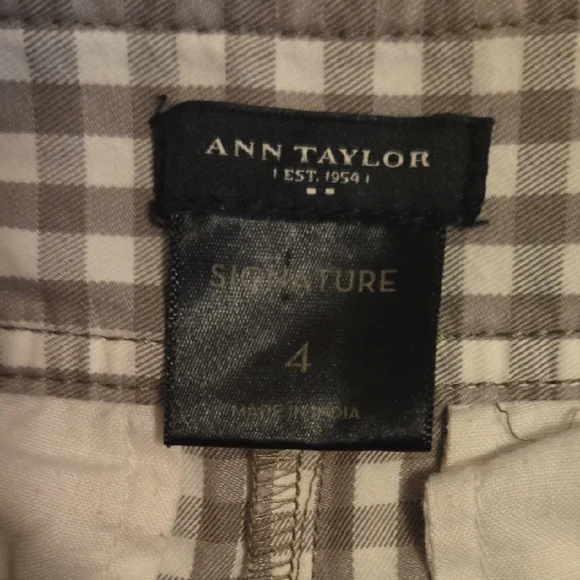 ANN TAYLOR
EST. 1954
SIGNATURE
4
MADE IN INDIA